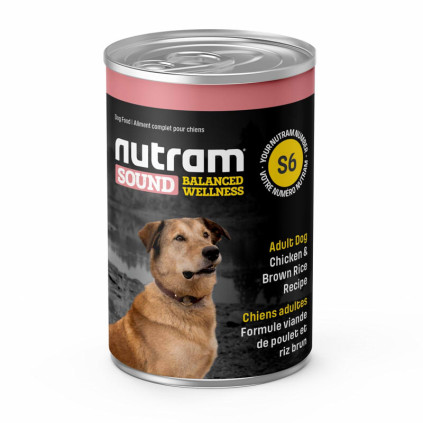 Dog Food | Aliment complet pour chiens
nutram
SOUND
BALANCED
WELLNESS
YOUR NUTRAM NUMBER
S6
VOTRE NUMÉRO NUTRAM
Adult Dog
Chicken &
Brown Rice
Recipe
Chiens adultes
Formule viande
de poulet et
riz brun